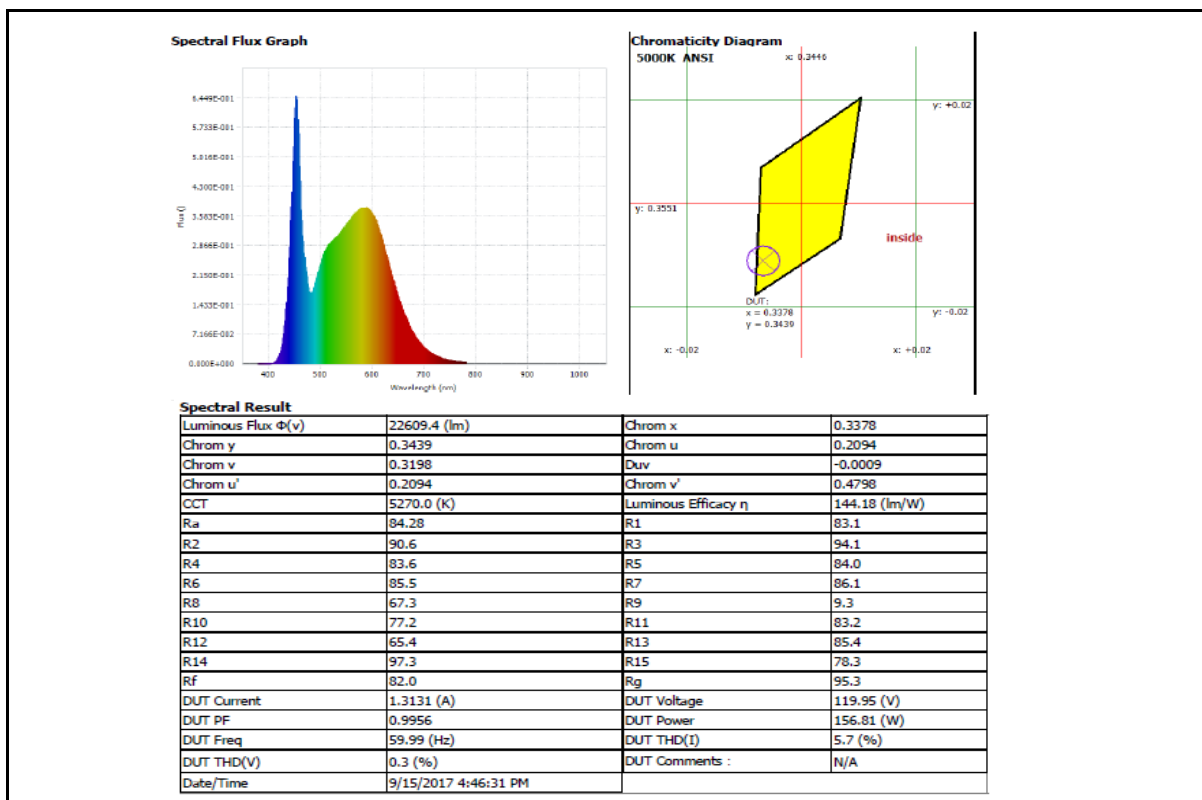 Spectral Flux Graph
6.449E-001
5.733E-001
5.016E-001
4.300E-001
3.583E-001
2.866E-001
2.150E-001
1.433E-001
7.166E-002
0.000E+000
Flux()
400 500 600 700 800 900 1000
Wavelength (nm)
Chromaticity Diagram
5000K ANSI
x: 0.3446
y: +0.02
y: 0.3551
inside
DUT:
x = 0.3378
y = 0.3439
y: -0.02
x: -0.02
x: +0.02
Spectral Result
Luminous Flux Φ(v) 22609.4 (lm) Chrom x 0.3378
Chrom y 0.3439 Chrom u 0.2094
Chrom v 0.3198 Duv -0.0009
Chrom u' 0.2094 Chrom v' 0.4798
CCT 5270.0 (K) Luminous Efficacy η 144.18 (lm/W)
Ra 84.28 R1 83.1
R2 90.6 R3 94.1
R4 83.6 R5 84.0
R6 85.5 R7 86.1
R8 67.3 R9 9.3
R10 77.2 R11 83.2
R12 65.4 R13 85.4
R14 97.3 R15 78.3
Rf 82.0 Rg 95.3
DUT Current 1.3131 (A) DUT Voltage 119.95 (V)
DUT PF 0.9956 DUT Power 156.81 (W)
DUT Freq 59.99 (Hz) DUT THD(I) 5.7 (%)
DUT THD(V) 0.3 (%) DUT Comments : N/A
Date/Time 9/15/2017 4:46:31 PM